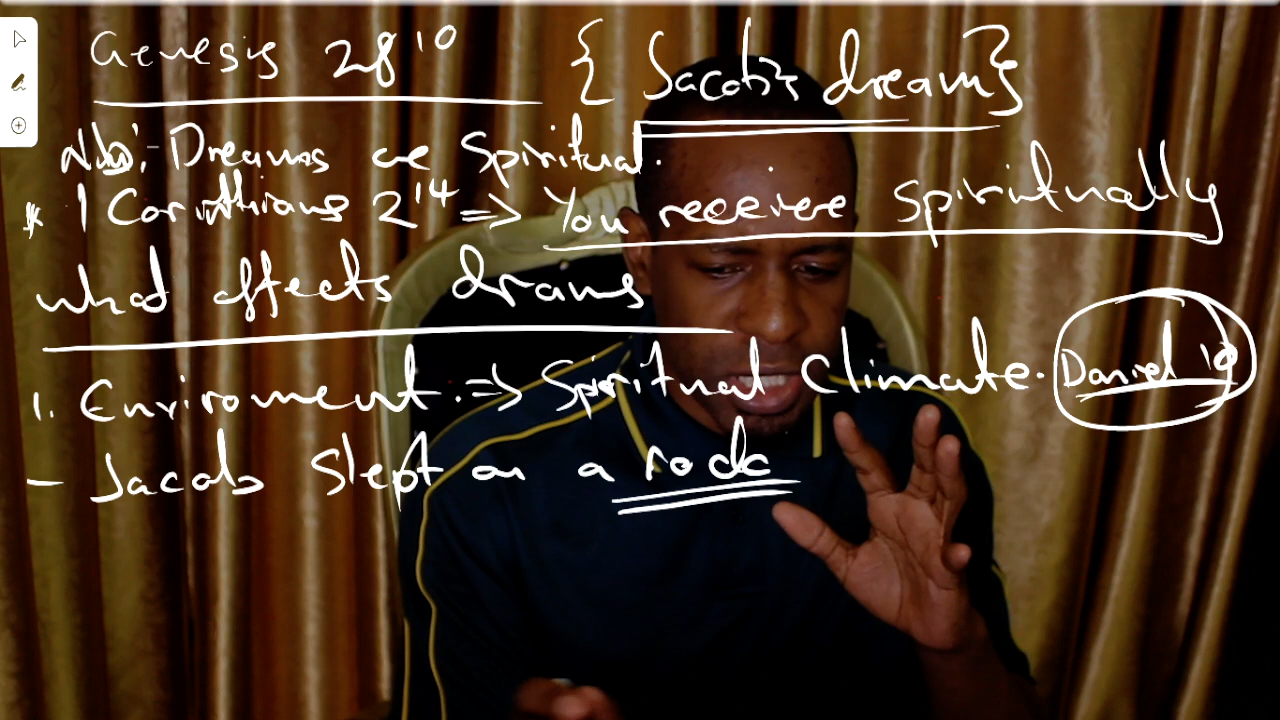 Genesis 28¹⁰ { Jacob's dream }
Nb:- Dreams are Spiritual.
* 1 Corinthians 2¹⁴ => You receive spiritually
what affects dreams
1. Enviroment. => Spiritual Climate. Daniel 10
- Jacob Slept on a rock